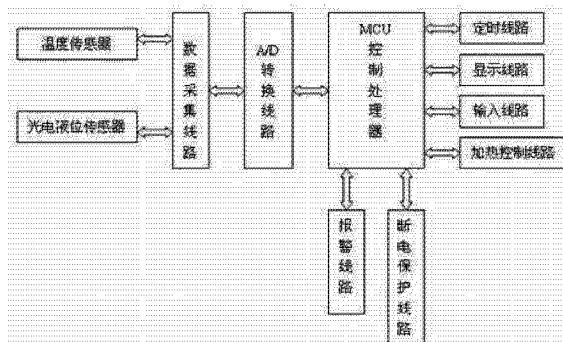 温度传感器
光电液位传感器
数据采集线路
A/D转换线路
MCU控制处理器
定时线路
显示线路
输入线路
加热控制线路
报警线路
断电保护线路